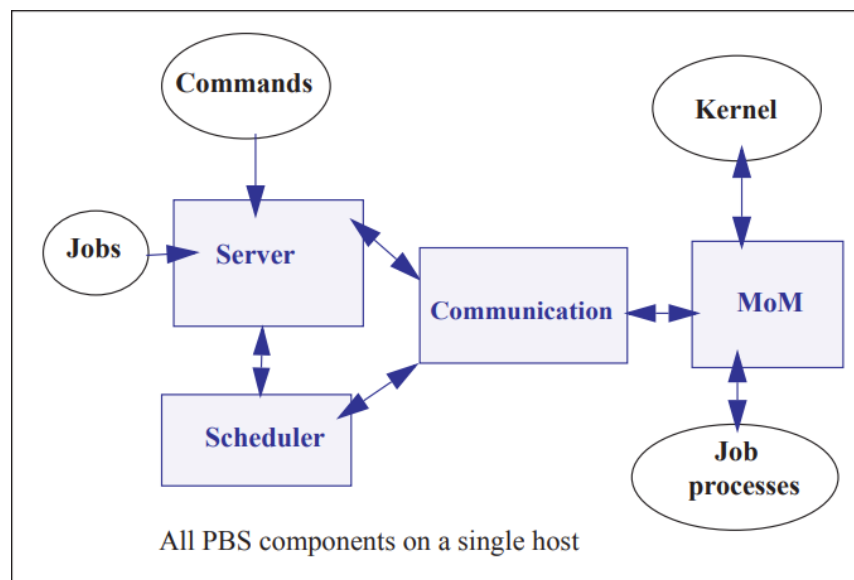 Commands
Kernel
Jobs
Server
Communication
MoM
Scheduler
Job
processes
All PBS components on a single host